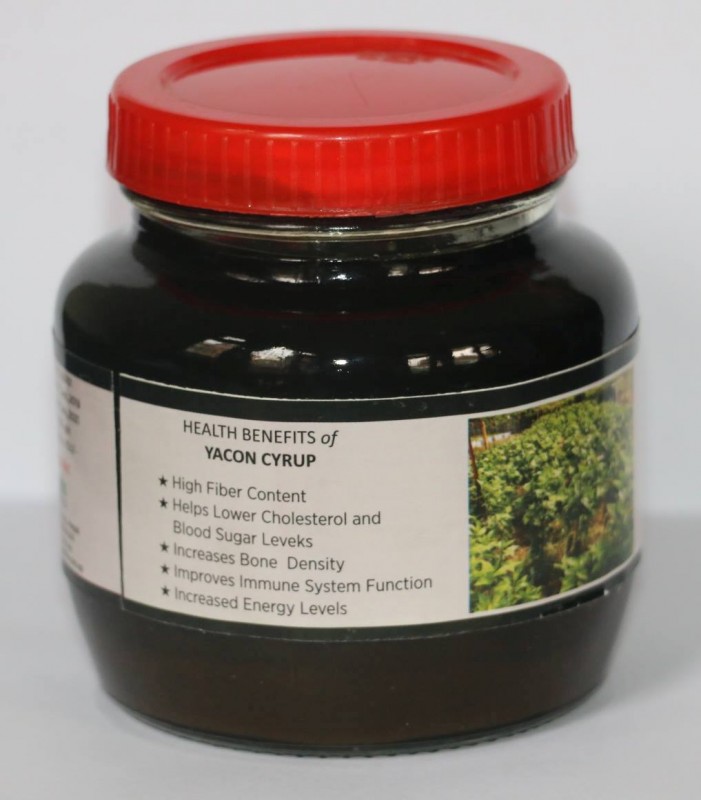 HEALTH BENEFITS of
YACON CYRUP
★ High Fiber Content
★ Helps Lower Cholesterol and
Blood Sugar Leveks
★ Increases Bone Density
★ Improves Immune System Function
★ Increased Energy Levels